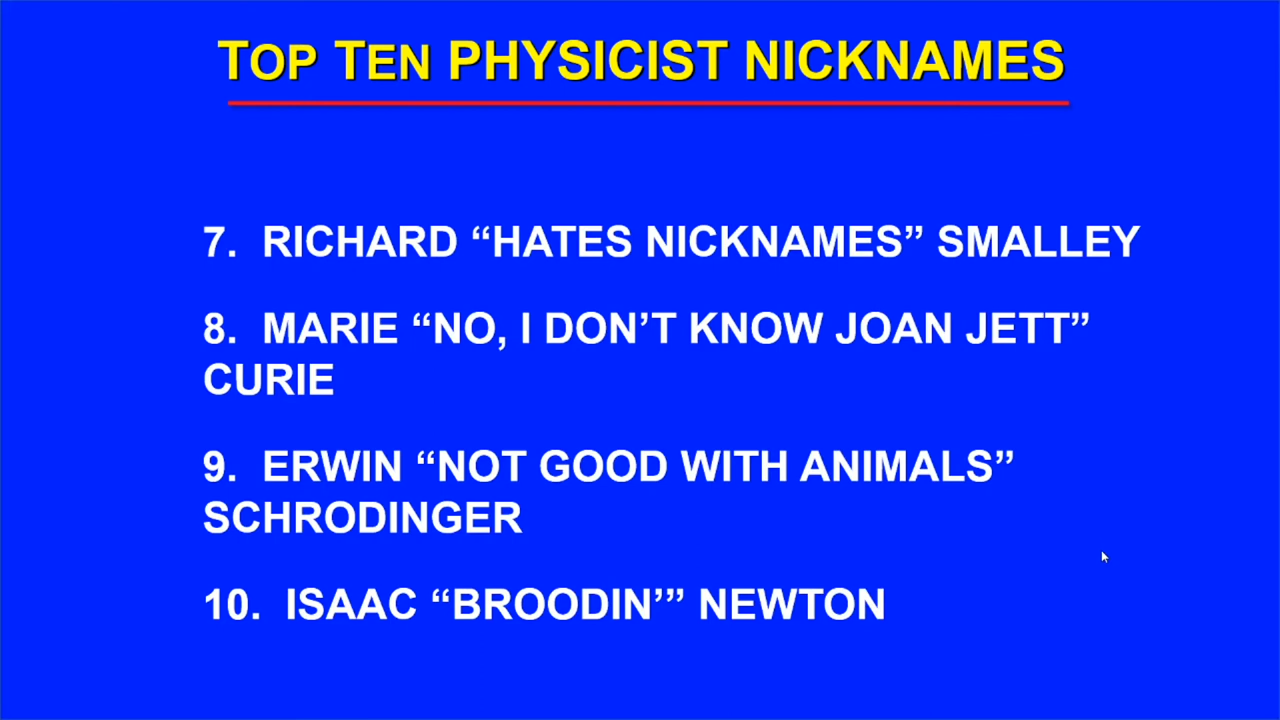 TOP TEN PHYSICIST NICKNAMES
7. RICHARD “HATES NICKNAMES” SMALLEY
8. MARIE “NO, I DON’T KNOW JOAN JETT”
CURIE
9. ERWIN “NOT GOOD WITH ANIMALS”
SCHRODINGER
10. ISAAC “BROODIN’” NEWTON